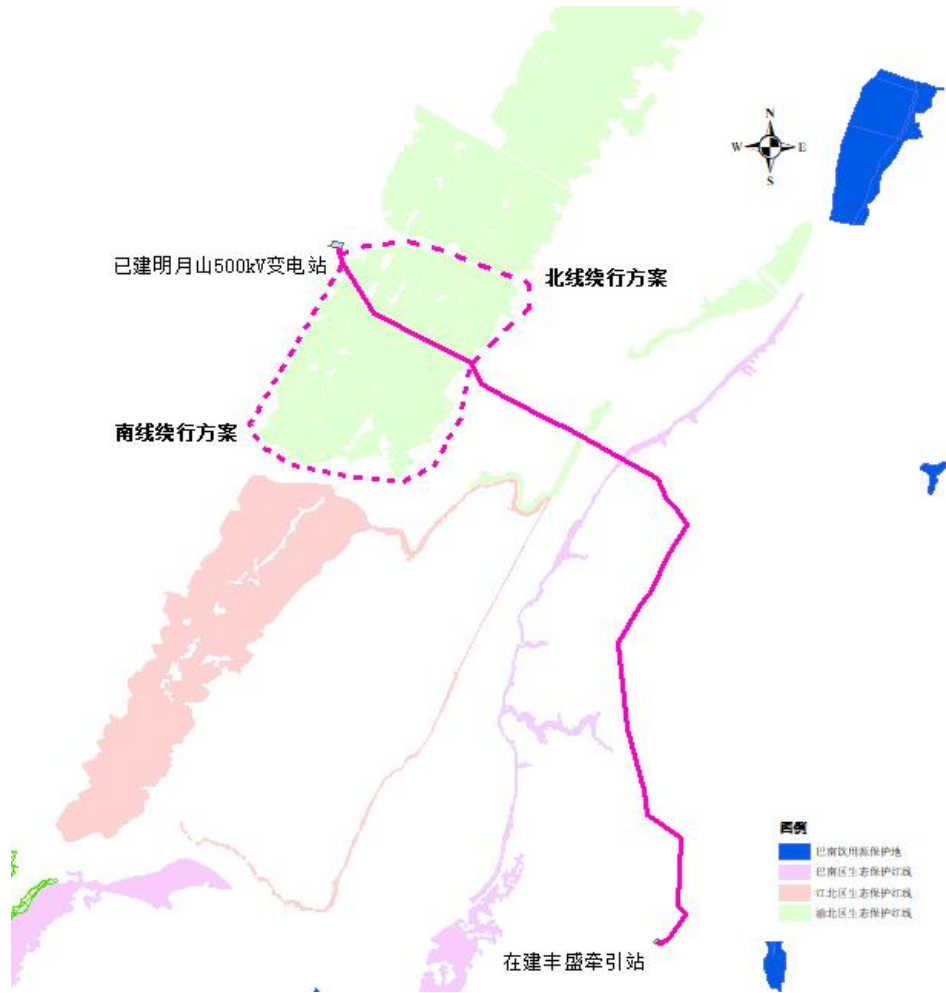 N
W E
S
已建明月山500kV变电站
北线绕行方案
南线绕行方案
图例
巴南饮用源保护地
巴南区生态保护红线
江北区生态保护红线
渝北区生态保护红线
在建丰盛牵引站